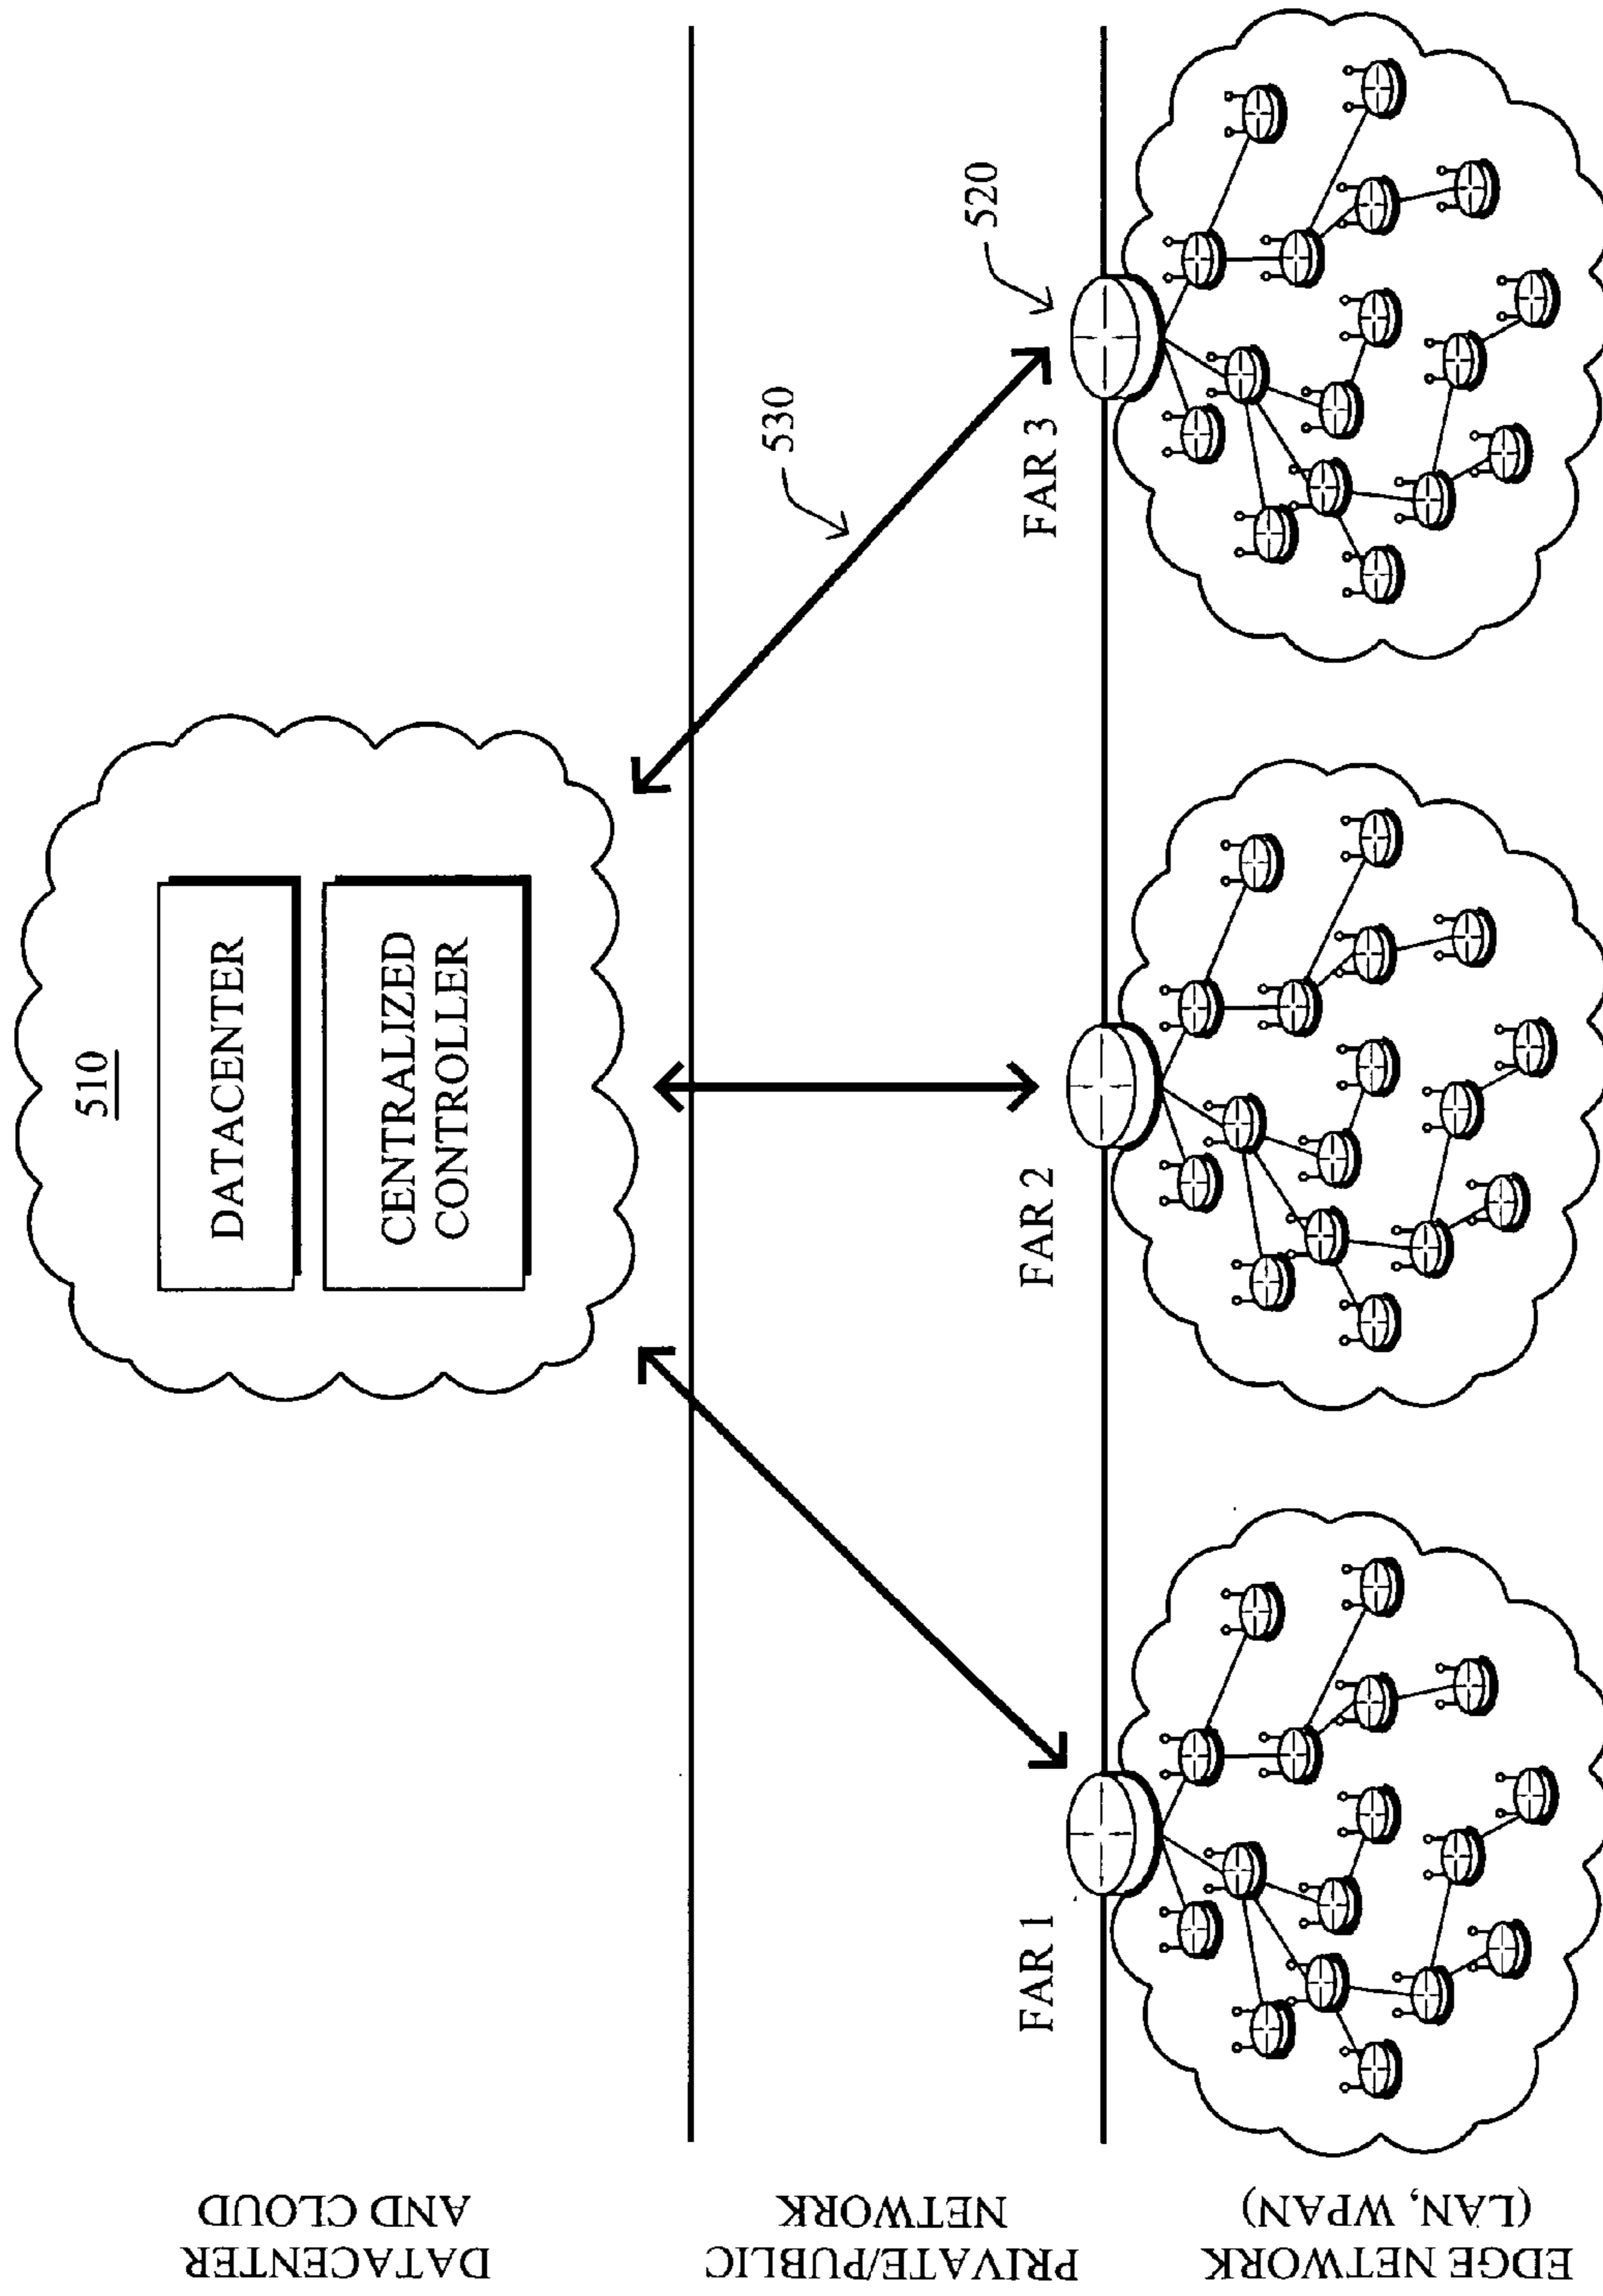 510
DATACENTER
CENTRALIZED
CONTROLLER
530
520
FAR 1
FAR 2
FAR 3
DATACENTER
AND CLOUD
PRIVATE/PUBLIC
NETWORK
EDGE NETWORK
(LAN, WPAN)